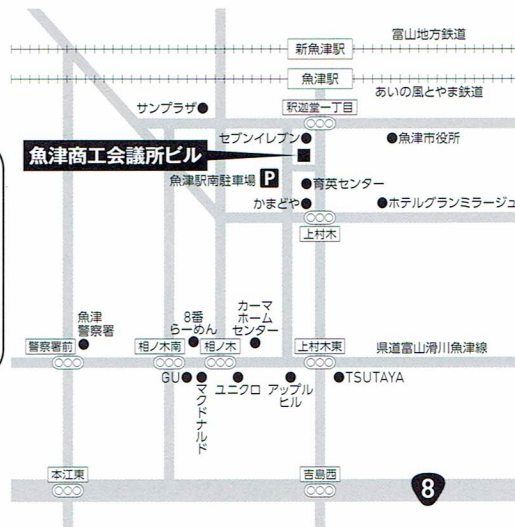 富山地方鉄道
新魚津駅
魚津駅
あいの風とやま鉄道
サンプラザ
釈迦堂一丁目
セブンイレブン
魚津市役所
魚津商工会議所ビル
魚津駅南駐車場 P
育英センター
かまどや
ホテルグランミラージュ
上村木
魚津
警察署
8番
らーめん
カーマ
ホーム
センター
警察署前
相ノ木南
相ノ木
上村木東
県道富山滑川魚津線
GU
マクドナルド
ユニクロ
アップル
ヒル
TSUTAYA
本江東
吉島西
8